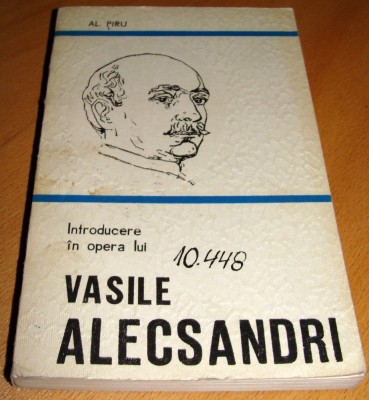 AL. PIRU
Introducere
în opera lui
10.448
VASILE
ALECSANDRI